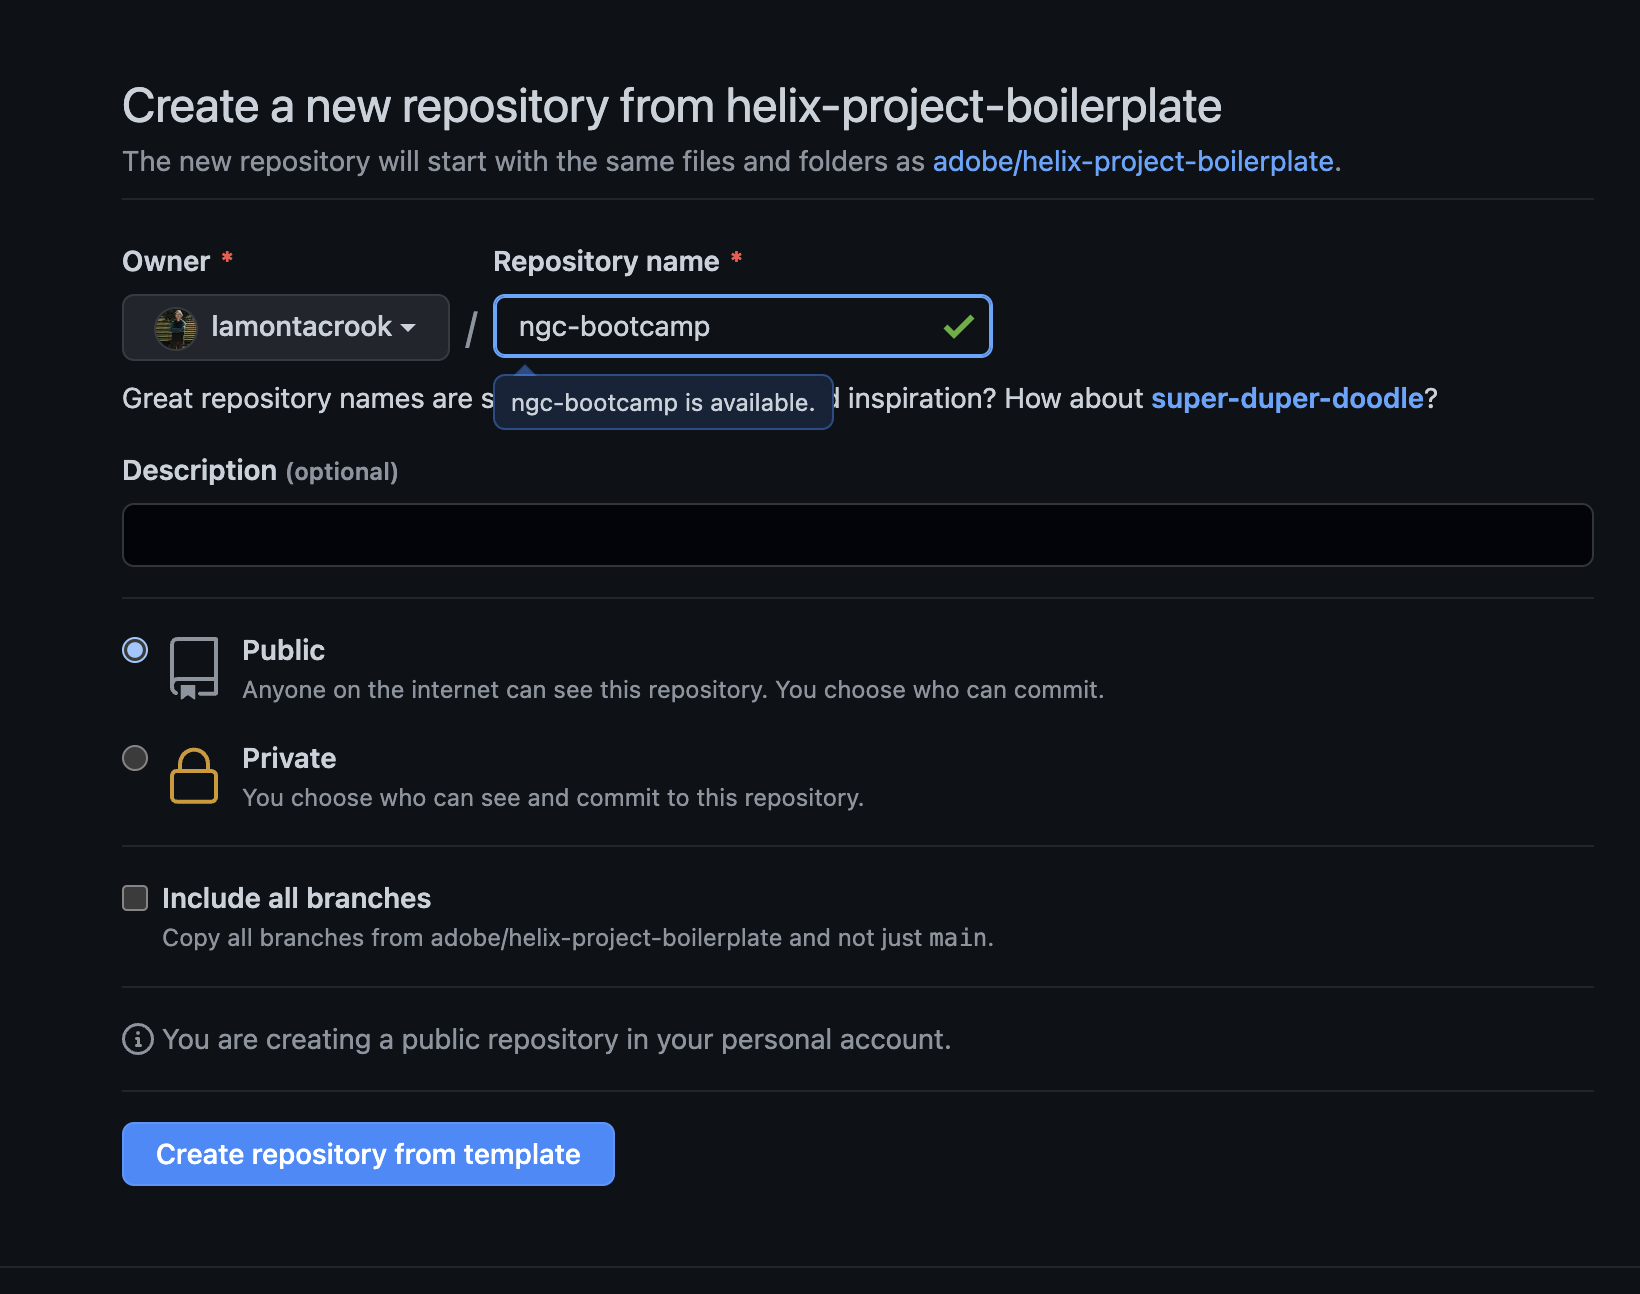 Create a new repository from helix-project-boilerplate
The new repository will start with the same files and folders as adobe/helix-project-boilerplate.
Owner * Repository name *
lamontacrook / ngc-bootcamp
Great repository names are inspiration? How about super-duper-doodle?
ngc-bootcamp is available.
Description (optional)
Public
Anyone on the internet can see this repository. You choose who can commit.
Private
You choose who can see and commit to this repository.
Include all branches
Copy all branches from adobe/helix-project-boilerplate and not just main.
You are creating a public repository in your personal account.
Create repository from template